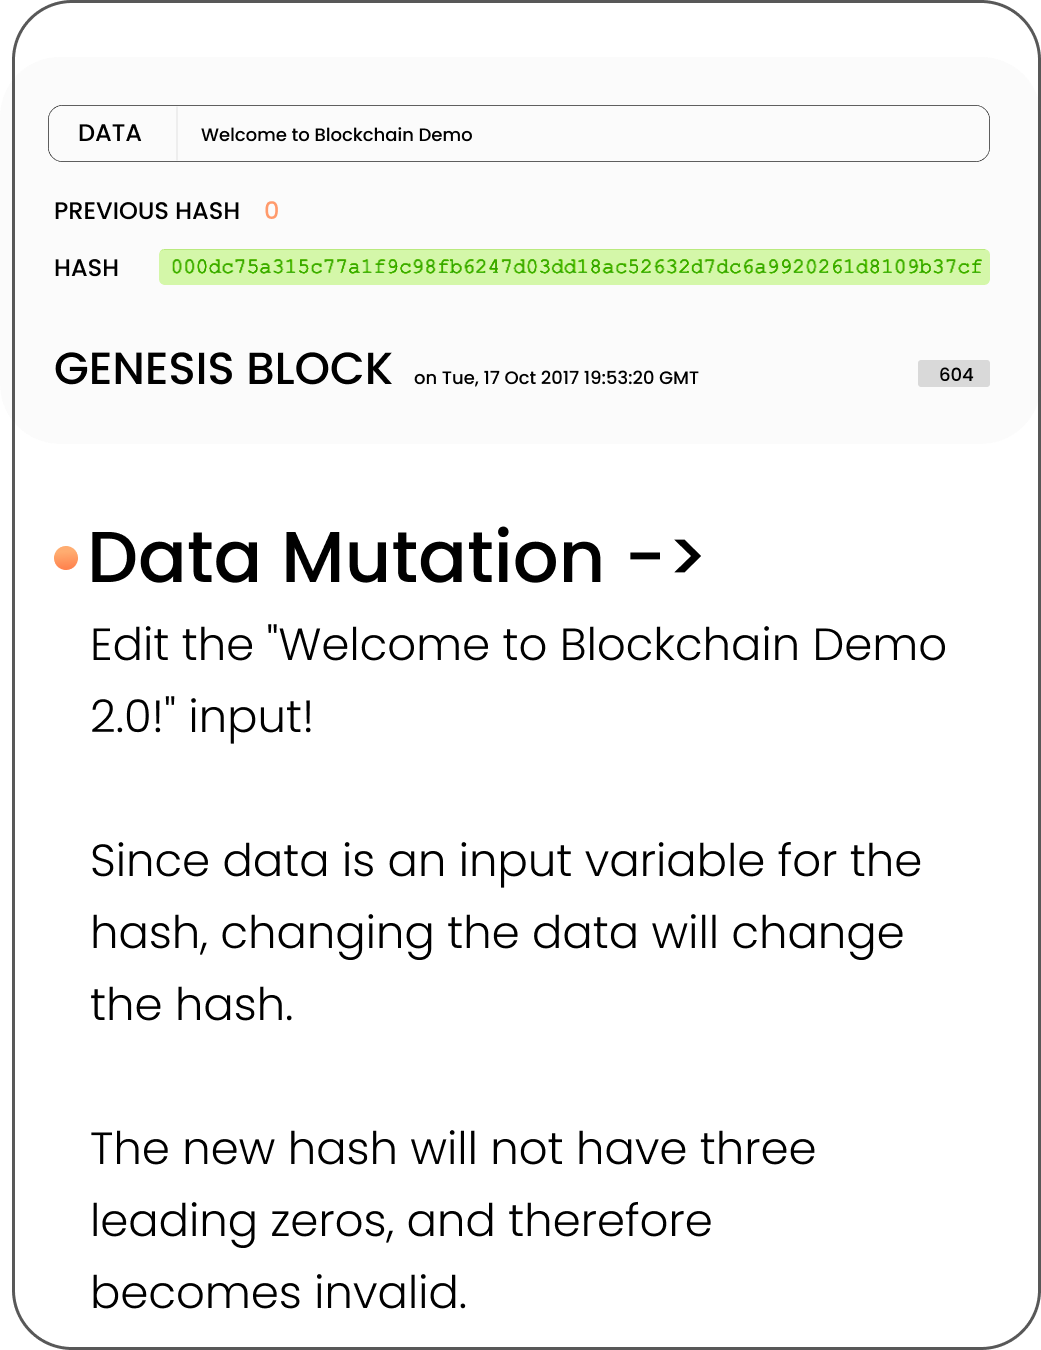 DATA Welcome to Blockchain Demo
PREVIOUS HASH 0
HASH 000dc75a315c77a1f9c98fb6247d03dd18ac52632d7dc6a9920261d8109b37cf
GENESIS BLOCK on Tue, 17 Oct 2017 19:53:20 GMT 604
Data Mutation ->
Edit the "Welcome to Blockchain Demo
2.0!" input!
Since data is an input variable for the
hash, changing the data will change
the hash.
The new hash will not have three
leading zeros, and therefore
becomes invalid.